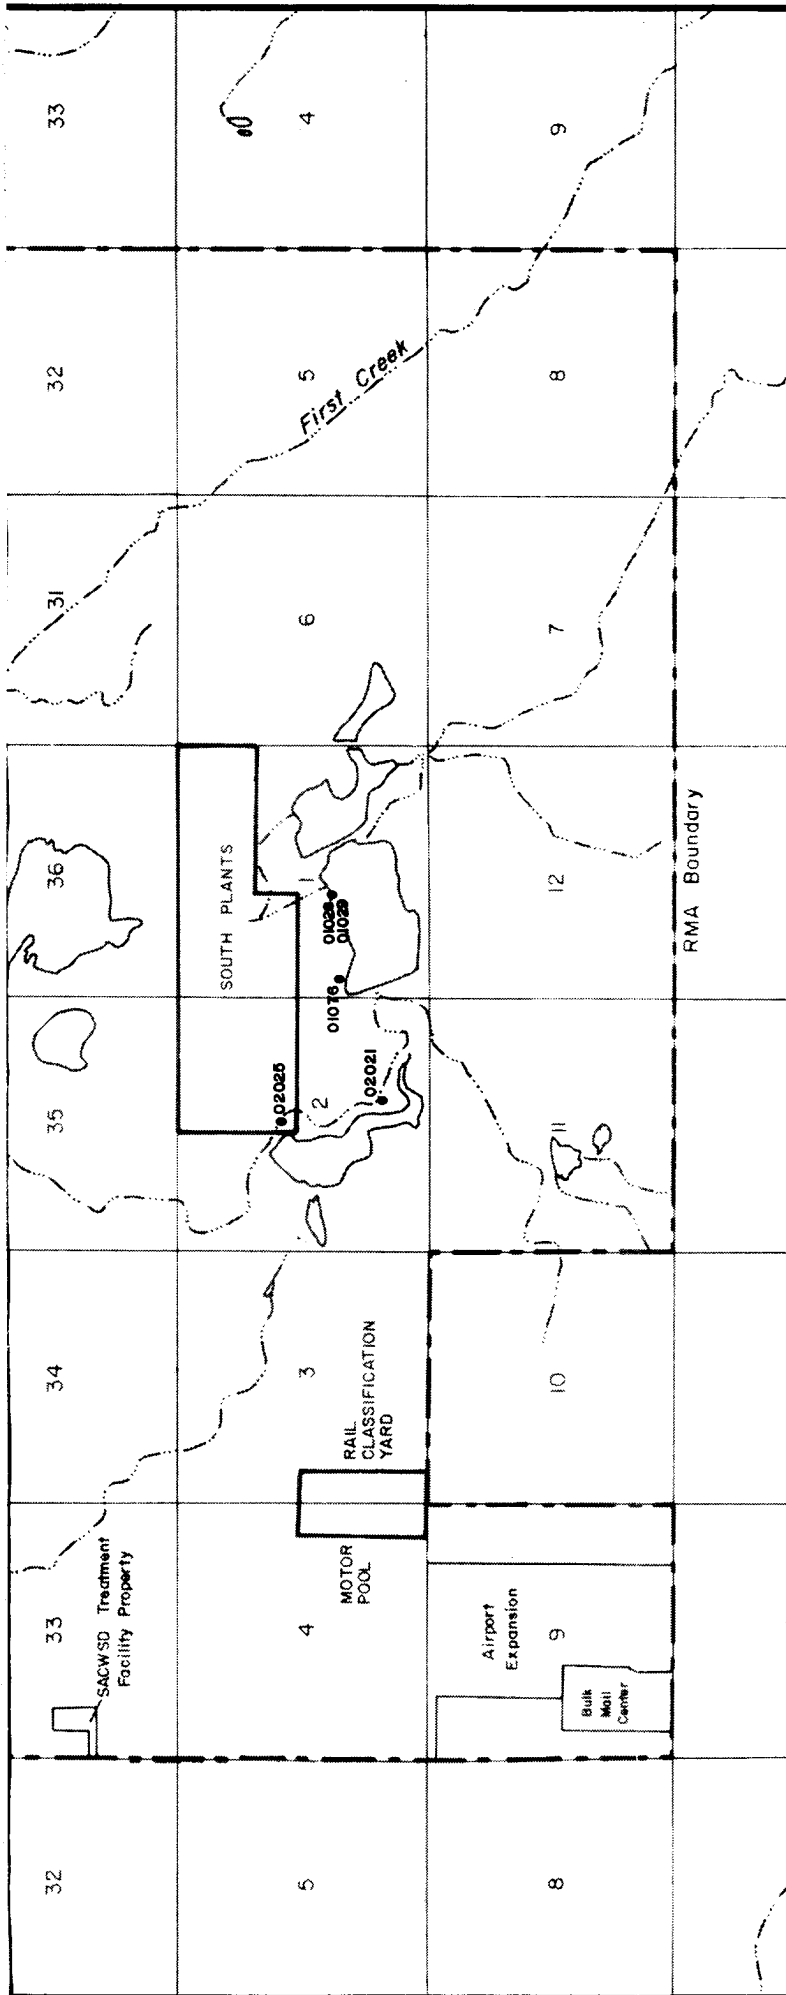 33
32
31
36
35
34
33
32
4
5
First Creek
6
SOUTH PLANTS
1
01028
01029
01076
2
02025
02021
3
RAIL
CLASSIFICATION
YARD
MOTOR
POOL
4
SACWSD Treatment
Facility Property
5
9
8
7
12
RMA Boundary
11
10
Airport
Expansion
9
Bulk
Mail
Center
8